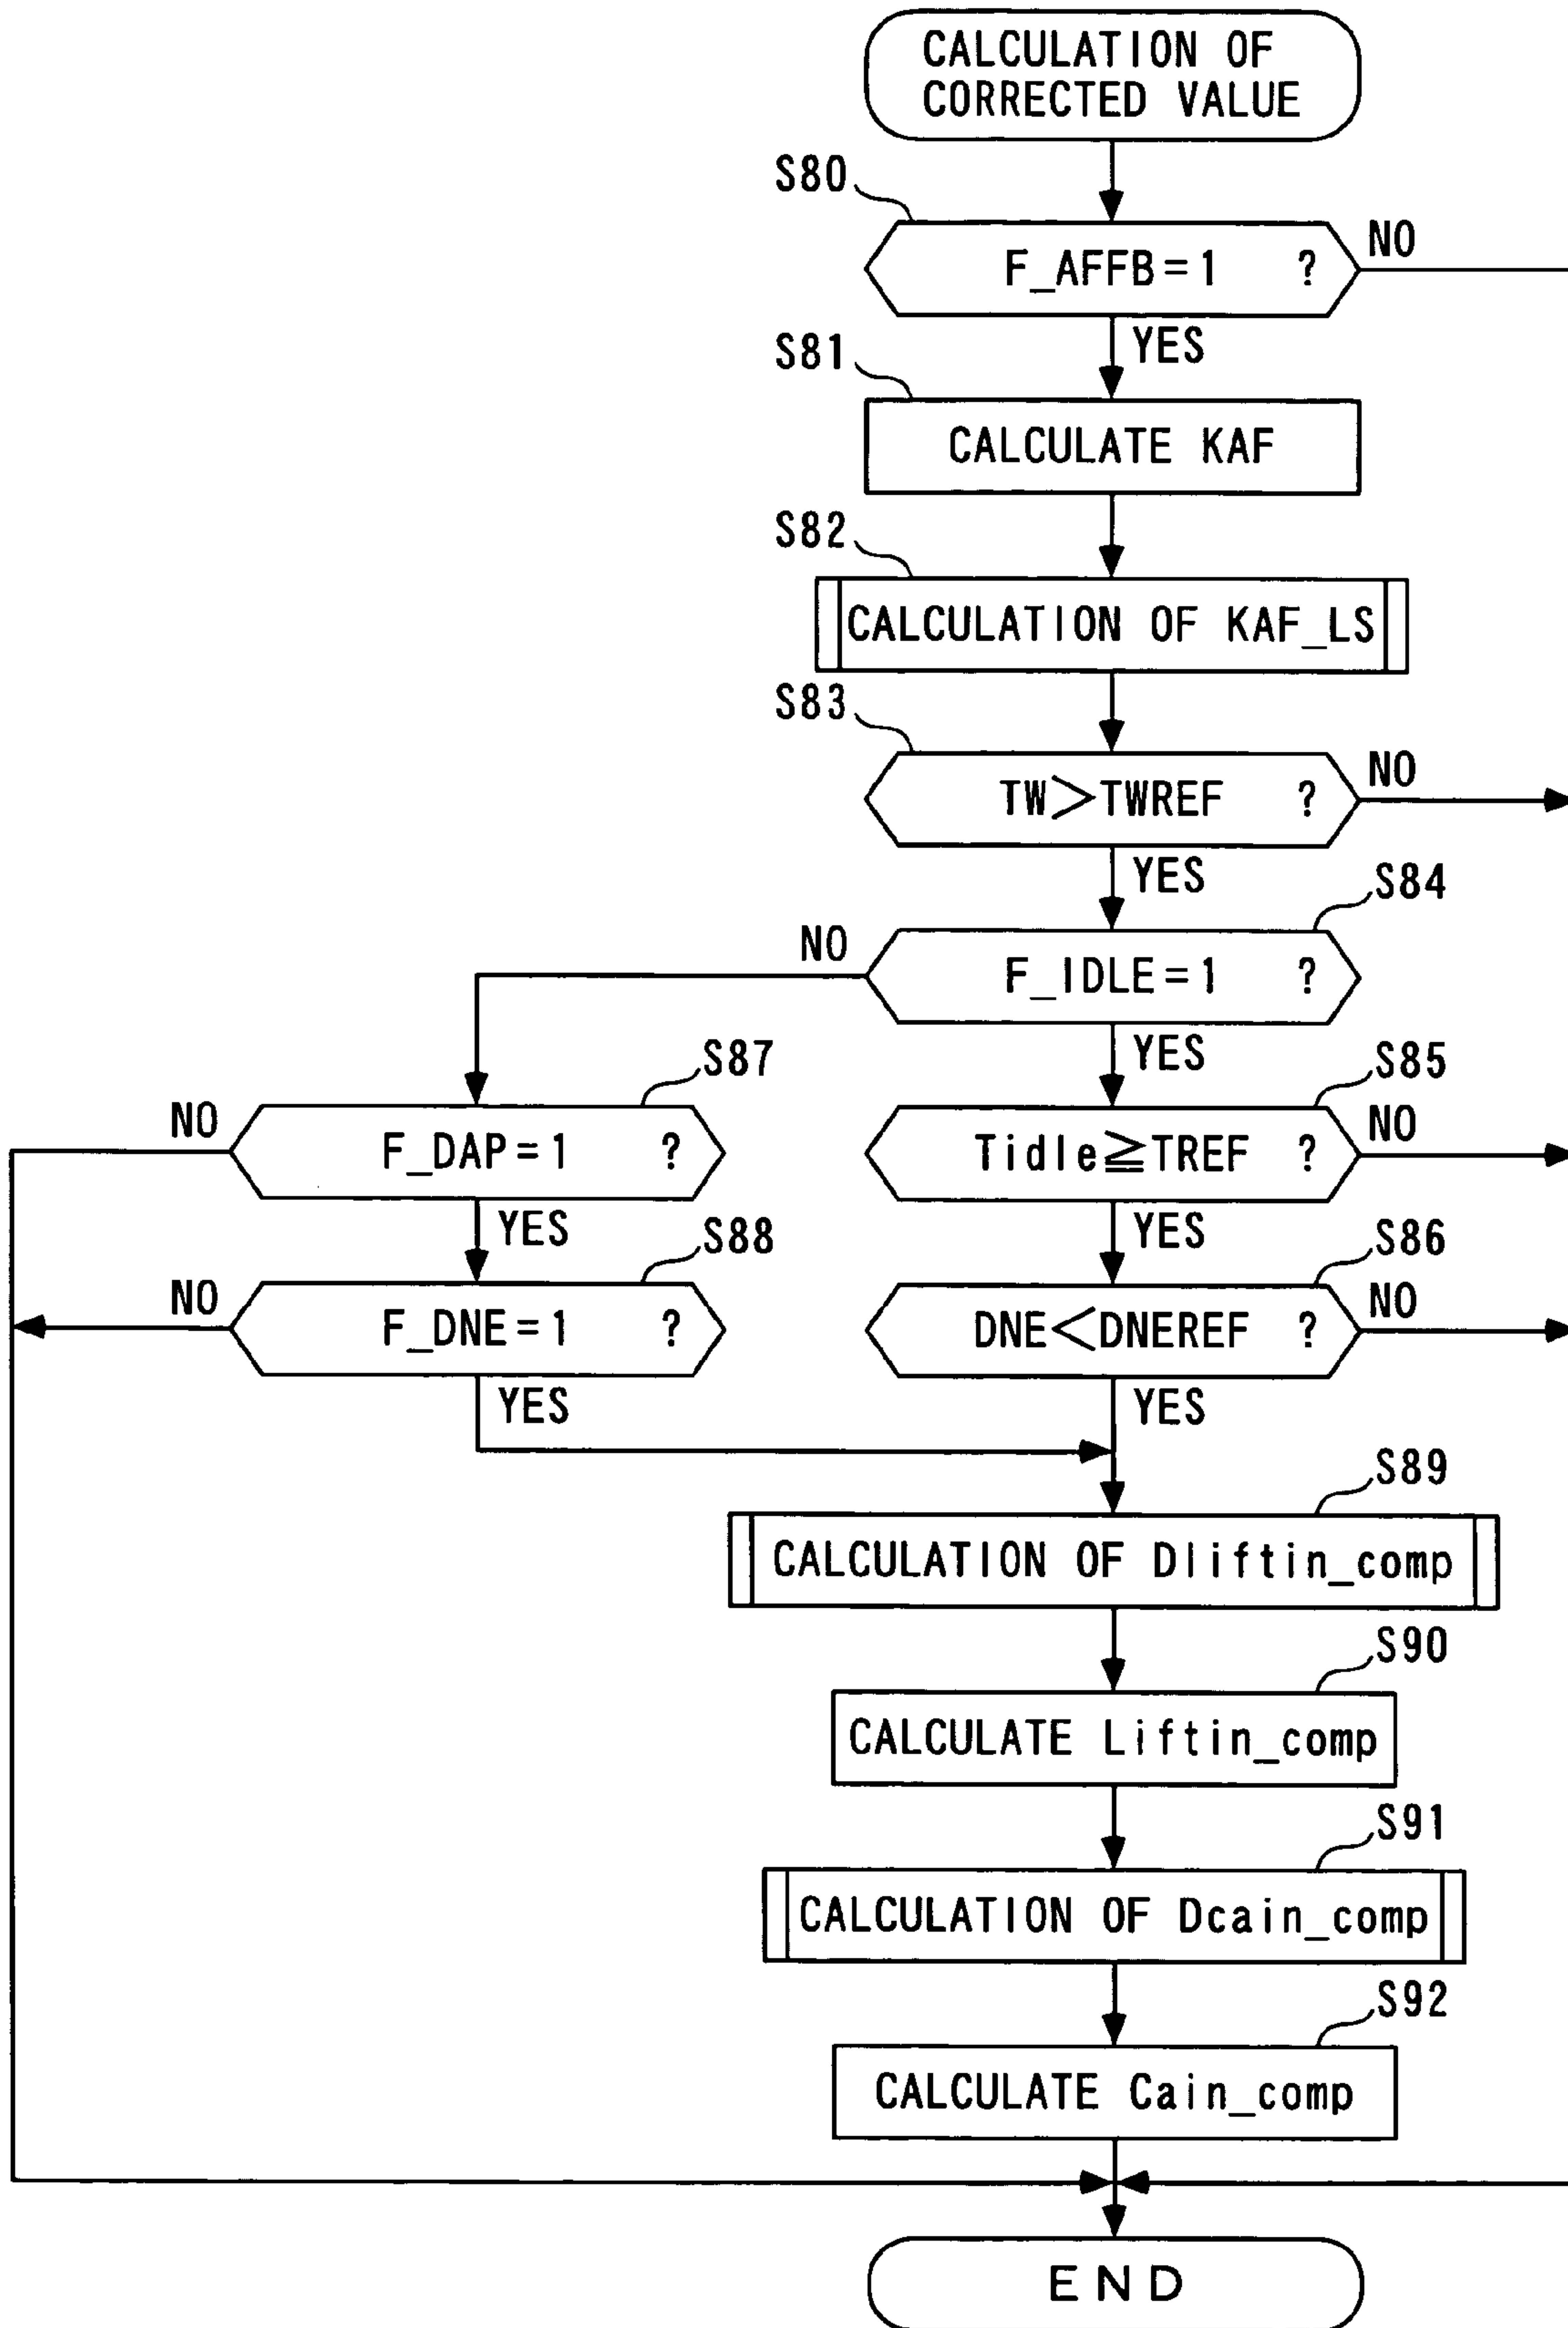 CALCULATION OF
CORRECTED VALUE
S80
F_AFFB=1 ?
NO
YES
S81
CALCULATE KAF
S82
CALCULATION OF KAF_LS
S83
TW>TWREF ?
NO
YES
S84
F_IDLE=1 ?
NO
YES
S87
F_DAP=1 ?
NO
YES
S85
Tidle≧TREF ?
NO
YES
S88
F_DNE=1 ?
NO
YES
S86
DNE<DNEREF ?
NO
YES
S89
CALCULATION OF Dliftin_comp
S90
CALCULATE Liftin_comp
S91
CALCULATION OF Dcain_comp
S92
CALCULATE Cain_comp
END